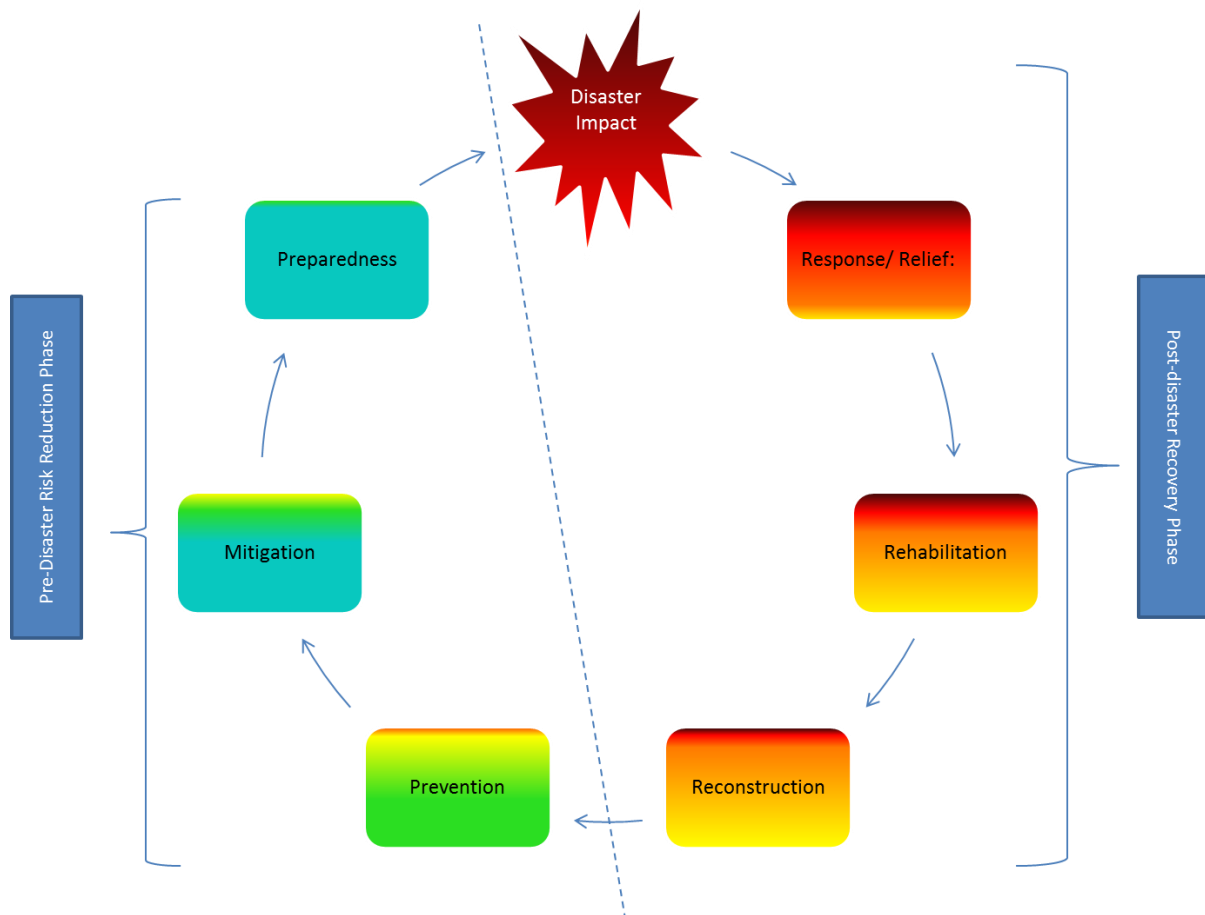 Disaster
Impact
Response/ Relief:
Rehabilitation
Reconstruction
Prevention
Mitigation
Preparedness
Pre-Disaster Risk Reduction Phase
Post-disaster Recovery Phase